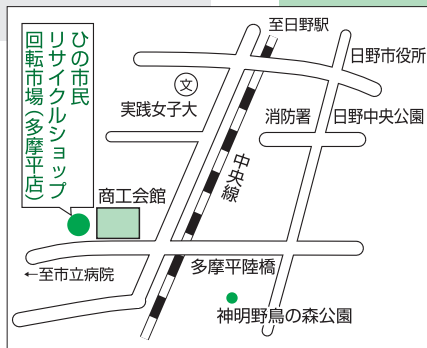 ひの市民
リサイクルショップ
回転市場(多摩平店)
至日野駅
日野市役所
文
実践女子大
消防署
日野中央公園
中央線
商工会館
←至市立病院
多摩平陸橋
神明野鳥の森公園